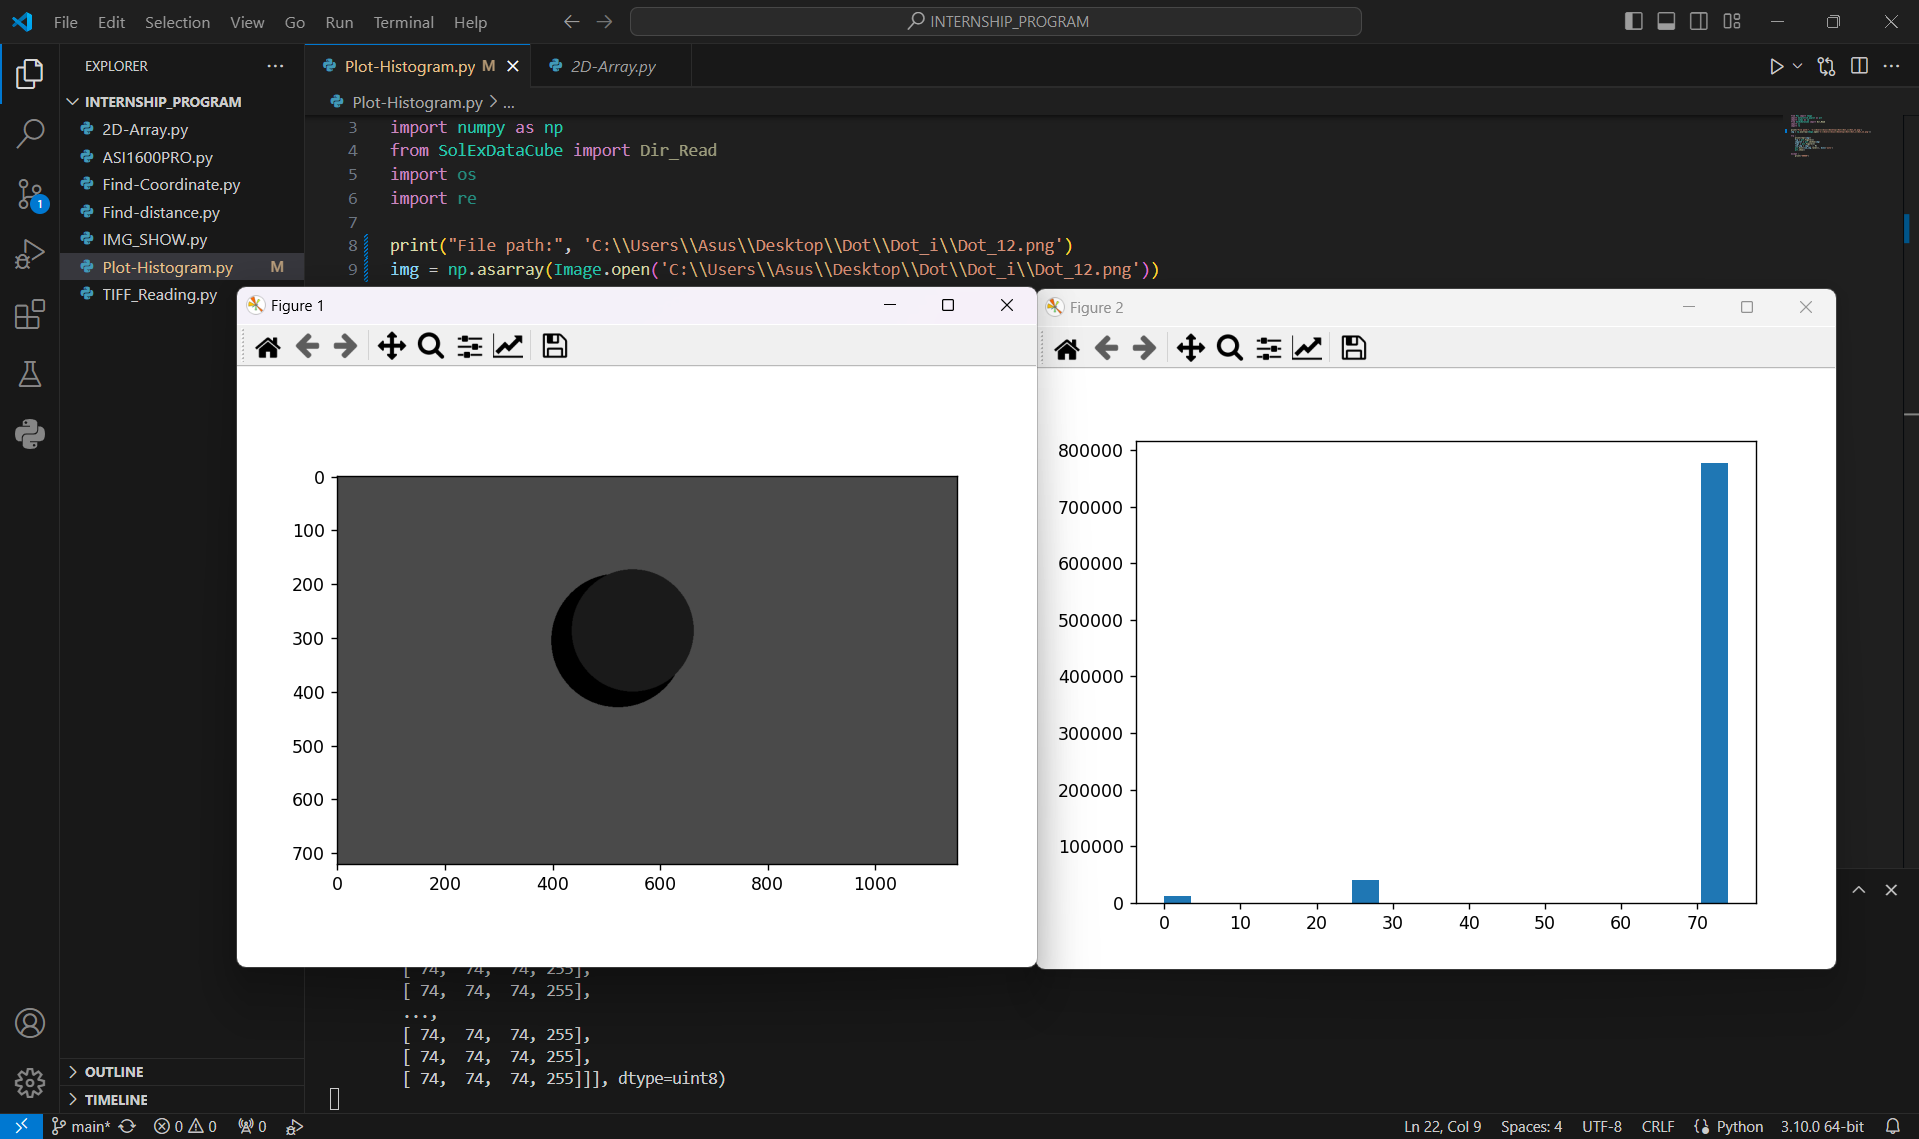 File Edit Selection View Go Run Terminal Help
INTERNSHIP_PROGRAM
EXPLORER
INTERNSHIP_PROGRAM
2D-Array.py
ASI1600PRO.py
Find-Coordinate.py
Find-distance.py
IMG_SHOW.py
Plot-Histogram.py M
TIFF_Reading.py
OUTLINE
TIMELINE
1
Plot-Histogram.py M
2D-Array.py
Plot-Histogram.py > ...
3 import numpy as np
4 from SolExDataCube import Dir_Read
5 import os
6 import re
7
8 print("File path:", 'C:\\Users\\Asus\\Desktop\\Dot\\Dot_i\\Dot_12.png')
9 img = np.asarray(Image.open('C:\\Users\\Asus\\Desktop\\Dot\\Dot_i\\Dot_12.png'))
Figure 1
0
100
200
300
400
500
600
700
0 200 400 600 800 1000
Figure 2
800000
700000
600000
500000
400000
300000
200000
100000
0
0 10 20 30 40 50 60 70
[ 74, 74, 74, 255],
[ 74, 74, 74, 255],
...,
[ 74, 74, 74, 255],
[ 74, 74, 74, 255],
[ 74, 74, 74, 255]]], dtype=uint8)
main* 0 0 0
Ln 22, Col 9 Spaces: 4 UTF-8 CRLF Python 3.10.0 64-bit